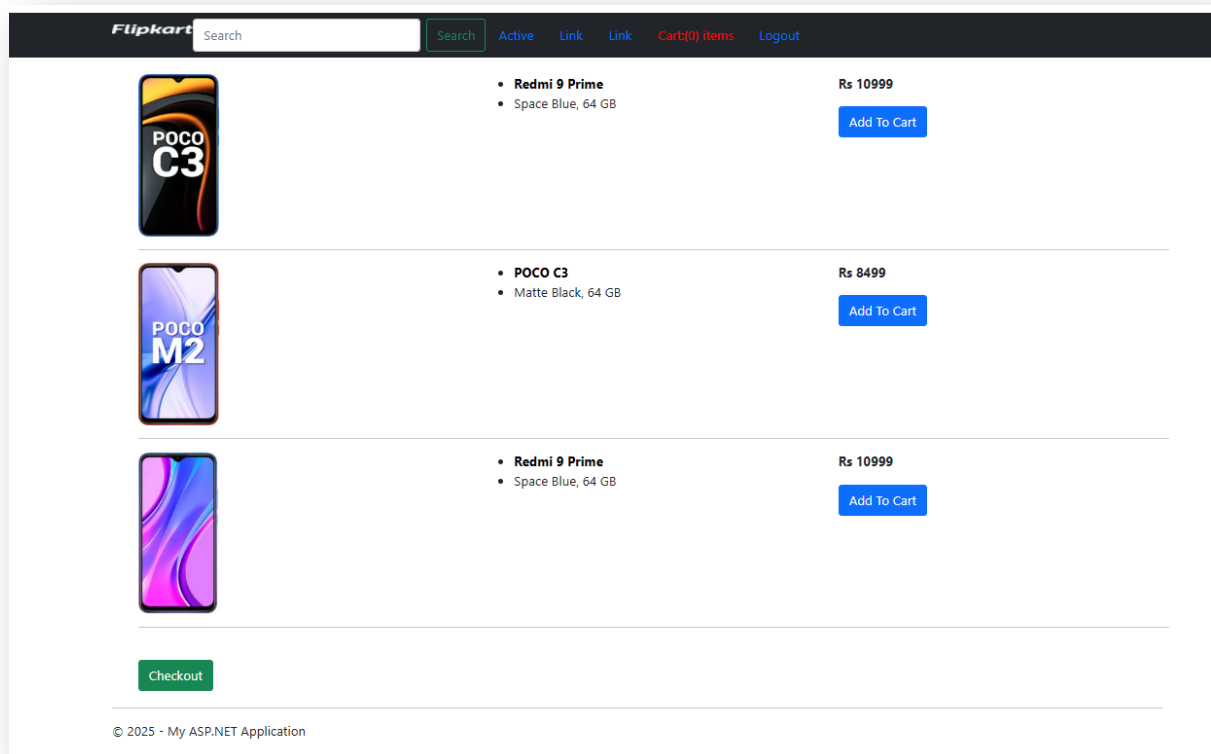 Flipkart Search Search Active Link Link Cart:(0) items Logout
POCO
C3
Redmi 9 Prime
Space Blue, 64 GB
Rs 10999
Add To Cart
POCO
M2
POCO C3
Matte Black, 64 GB
Rs 8499
Add To Cart
Redmi 9 Prime
Space Blue, 64 GB
Rs 10999
Add To Cart
Checkout
© 2025 - My ASP.NET Application